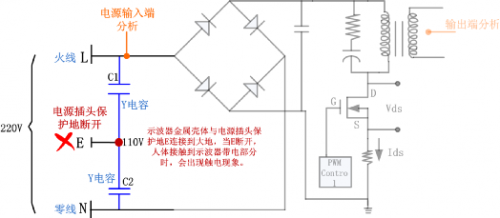 电源输入端
分析
火线 L
C1
Y电容
电源插头保
护地断开
220V
E
110V
示波器金属壳体与电源插头保
护地E连接到大地，当E断开，
人体接触到示波器带电部分
时，会出现触电现象。
Y电容
C2
零线 N
输出端分析
D
G
Vds
S
Ids
PWM
Contro
l